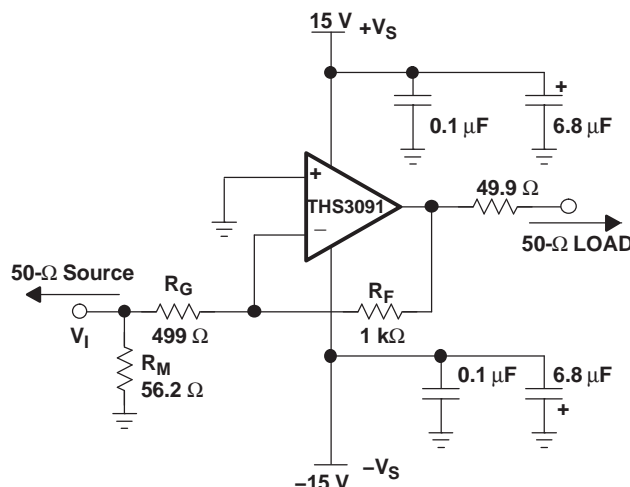 15 V
+VS
+
0.1 μF
6.8 μF
+
THS3091
−
49.9 Ω
50-Ω LOAD
50-Ω Source
RG
RF
VI
499 Ω
1 kΩ
RM
56.2 Ω
0.1 μF
6.8 μF
+
−VS
−15 V